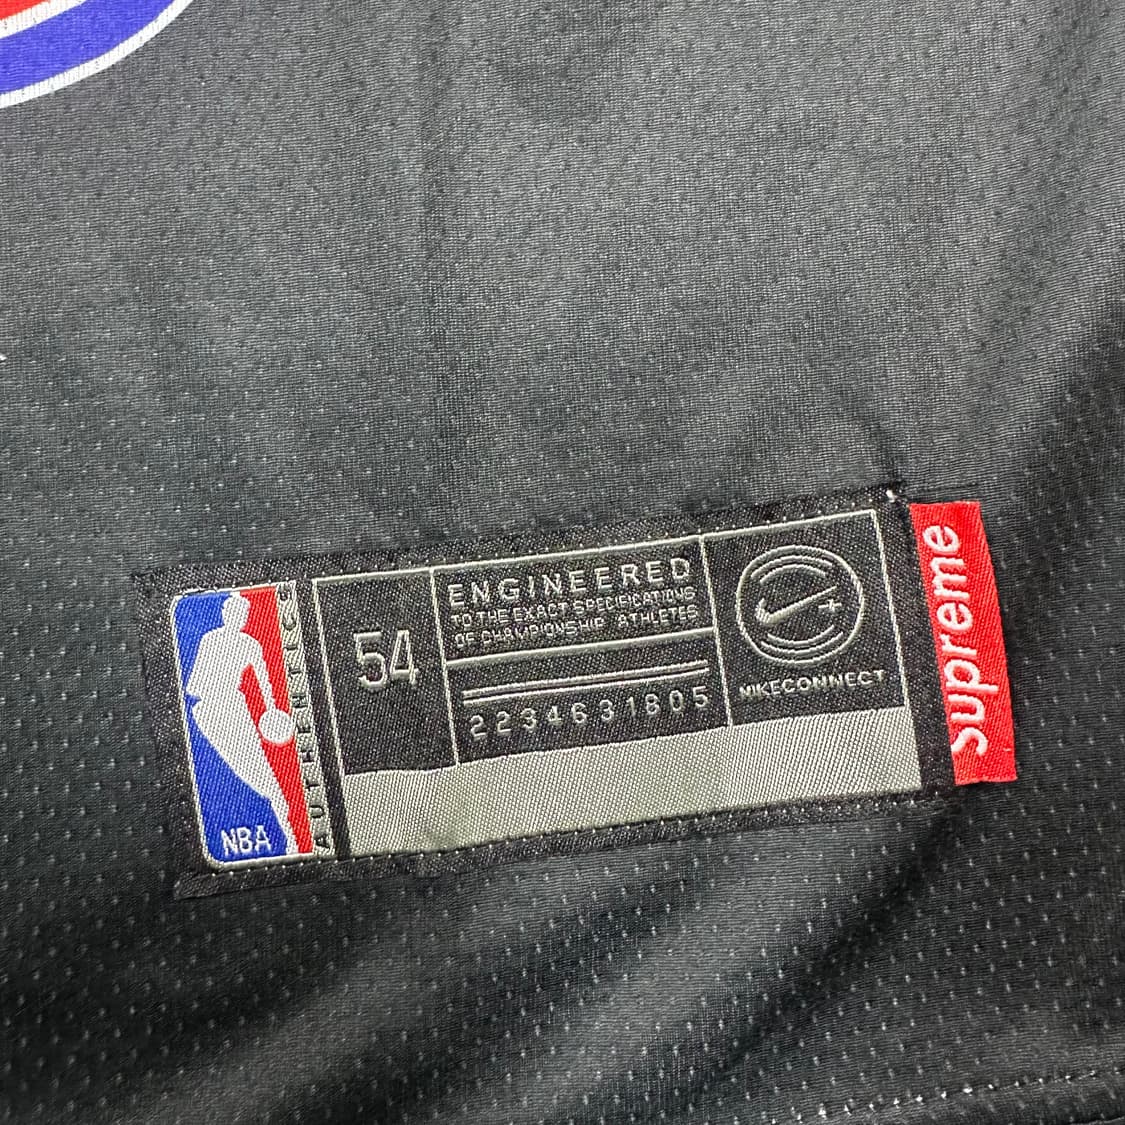 NBA
AUTHENTICS
54
ENGINEERED
TO THE EXACT SPECIFICATIONS
OF CHAMPIONSHIP ATHLETES
2234631805
NIKECONNECT
Supreme